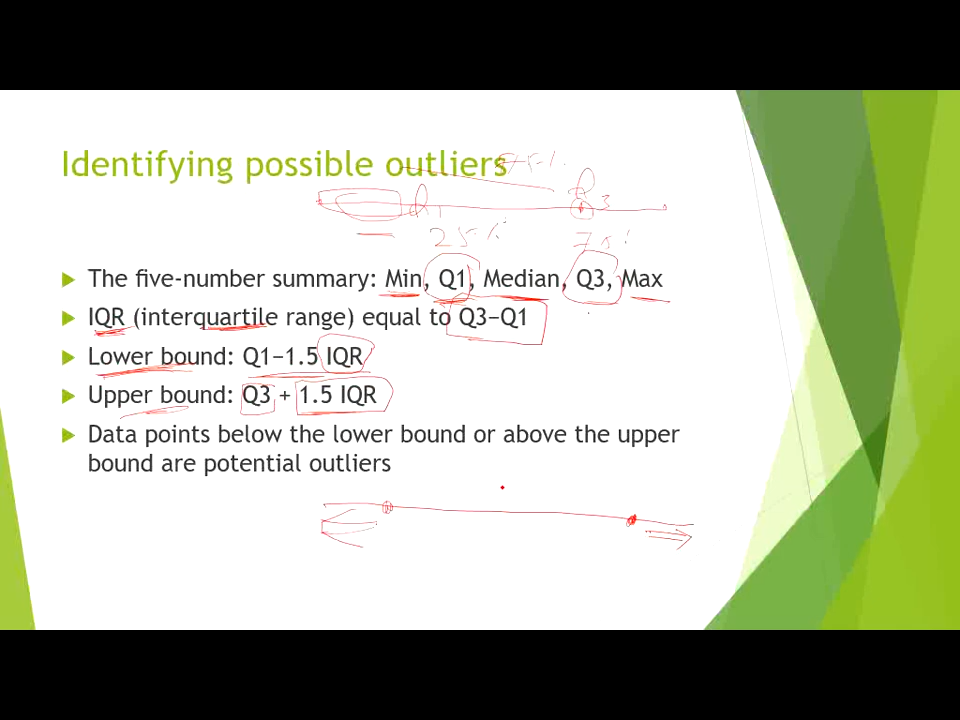 Identifying possible outliers
75%
Q1
Q3
25%
75%
The five-number summary: Min, Q1, Median, Q3, Max
IQR (interquartile range) equal to Q3−Q1
Lower bound: Q1−1.5 IQR
Upper bound: Q3 + 1.5 IQR
Data points below the lower bound or above the upper
bound are potential outliers